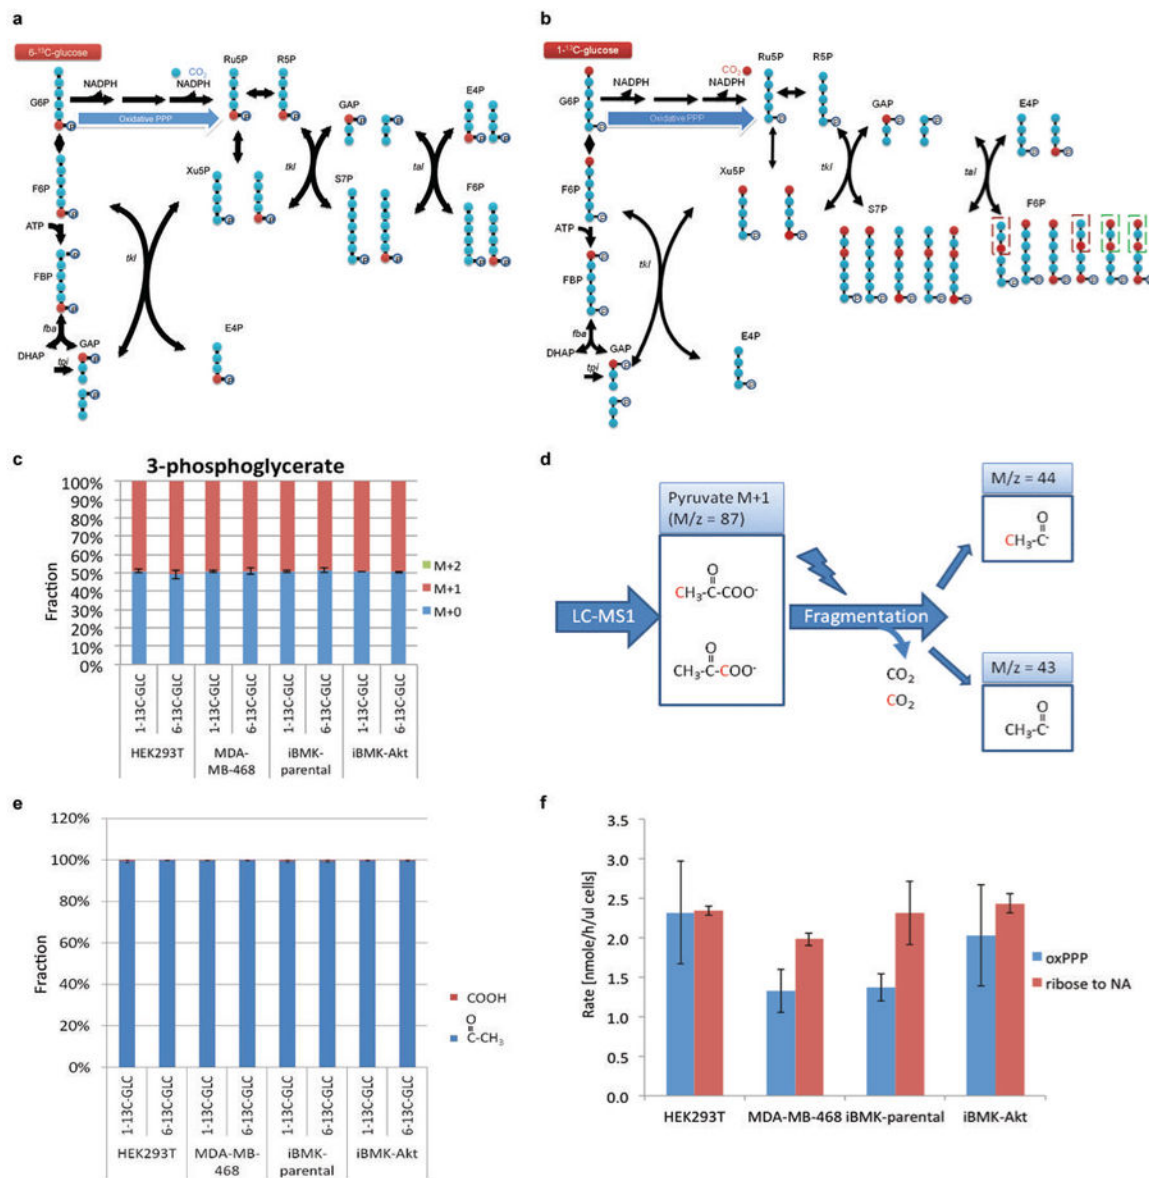 a
6-¹³C-glucose
CO₂
NADPH
NADPH
Ru5P
R5P
G6P
Oxidative PPP
GAP
E4P
Xu5P
tkl
tal
S7P
F6P
F6P
ATP
FBP
tkl
fba
DHAP
tpi
GAP
E4P
b
1-¹³C-glucose
CO₂
NADPH
NADPH
Ru5P
R5P
G6P
Oxidative PPP
GAP
E4P
Xu5P
tkl
tal
S7P
F6P
F6P
ATP
FBP
tkl
fba
DHAP
tpi
GAP
E4P
c
3-phosphoglycerate
100%
90%
80%
70%
60%
50%
40%
30%
20%
10%
0%
Fraction
M+2
M+1
M+0
1-13C-GLC
6-13C-GLC
1-13C-GLC
6-13C-GLC
1-13C-GLC
6-13C-GLC
1-13C-GLC
6-13C-GLC
HEK293T
MDA-
MB-468
iBMK-
parental
iBMK-Akt
d
LC-MS1
Pyruvate M+1
(M/z = 87)
O
CH₃-C-COO⁻
O
CH₃-C-COO⁻
Fragmentation
CO₂
CO₂
M/z = 44
O
CH₃-C⁻
M/z = 43
O
CH₃-C⁻
e
120%
100%
80%
60%
40%
20%
0%
Fraction
COOH
O
C-CH₃
1-13C-GLC
6-13C-GLC
1-13C-GLC
6-13C-GLC
1-13C-GLC
6-13C-GLC
1-13C-GLC
6-13C-GLC
HEK293T
MDA-MB-
468
iBMK-
parental
iBMK-Akt
f
3.5
3.0
2.5
2.0
1.5
1.0
0.5
0.0
Rate [nmole/h/ul cells]
oxPPP
ribose to NA
HEK293T
MDA-MB-468
iBMK-parental
iBMK-Akt